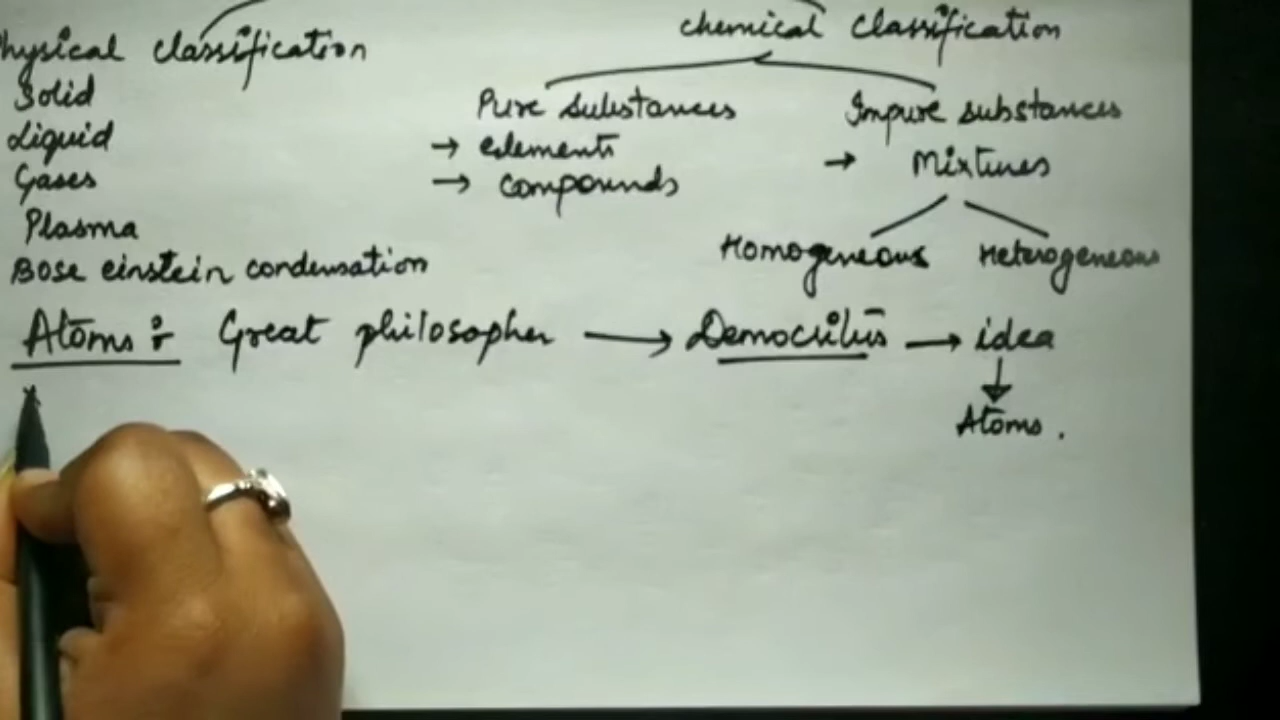 Physical classification
Solid
Liquid
Gases
Plasma
Bose einstein condensation
chemical classification
Pure substances
→ elements
→ compounds
Impure substances
→ Mixtures
Homogeneous Heterogeneous
Atoms :- Great philosopher → Democritus → idea
↓
Atoms.